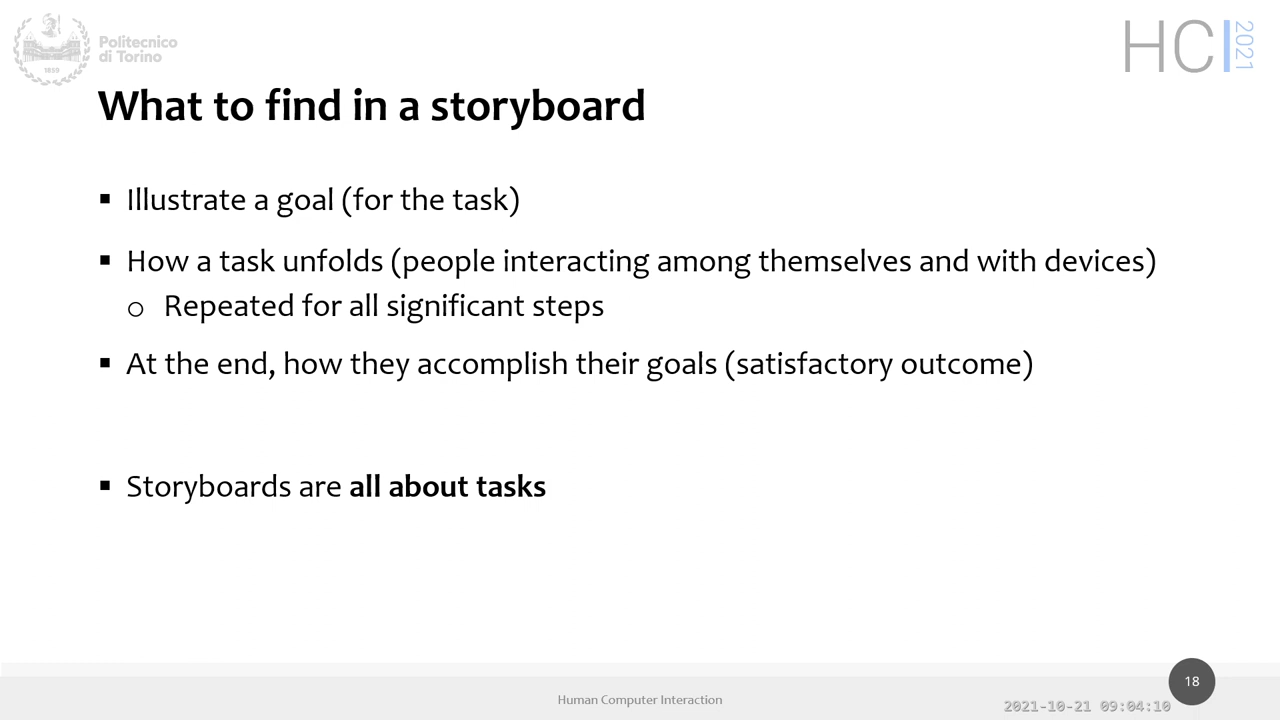 Politecnico
di Torino
1859
HCI 2021
What to find in a storyboard
▪ Illustrate a goal (for the task)
▪ How a task unfolds (people interacting among themselves and with devices)
o Repeated for all significant steps
▪ At the end, how they accomplish their goals (satisfactory outcome)
▪ Storyboards are all about tasks
18
Human Computer Interaction
2021-10-21 09:04:10